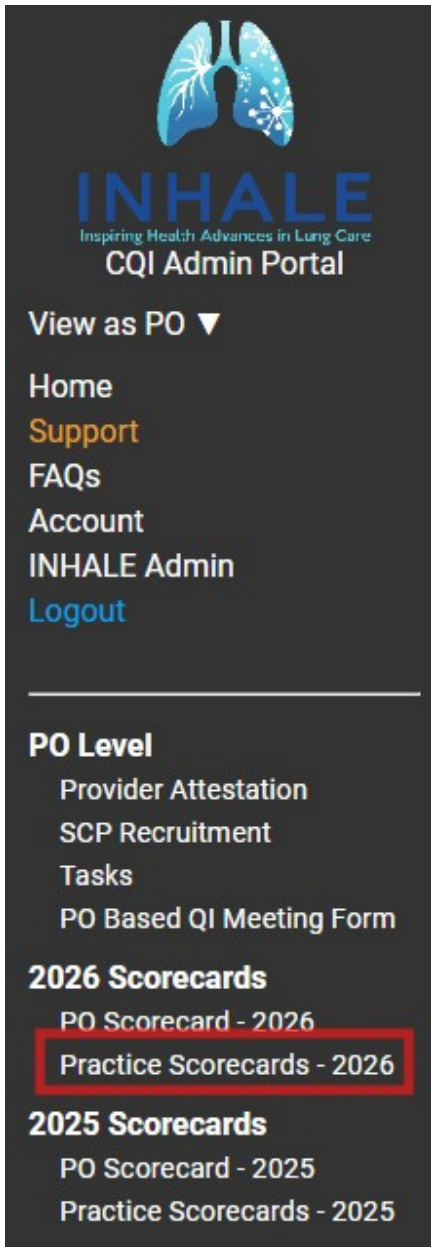 INHALE
Inspiring Health Advances in Lung Care
CQI Admin Portal
View as PO ▼
Home
Support
FAQs
Account
INHALE Admin
Logout
PO Level
Provider Attestation
SCP Recruitment
Tasks
PO Based QI Meeting Form
2026 Scorecards
PO Scorecard - 2026
Practice Scorecards - 2026
2025 Scorecards
PO Scorecard - 2025
Practice Scorecards - 2025